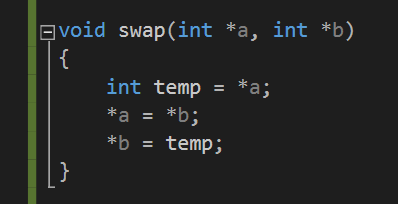 void swap(int *a, int *b)
{
    int temp = *a;
    *a = *b;
    *b = temp;
}